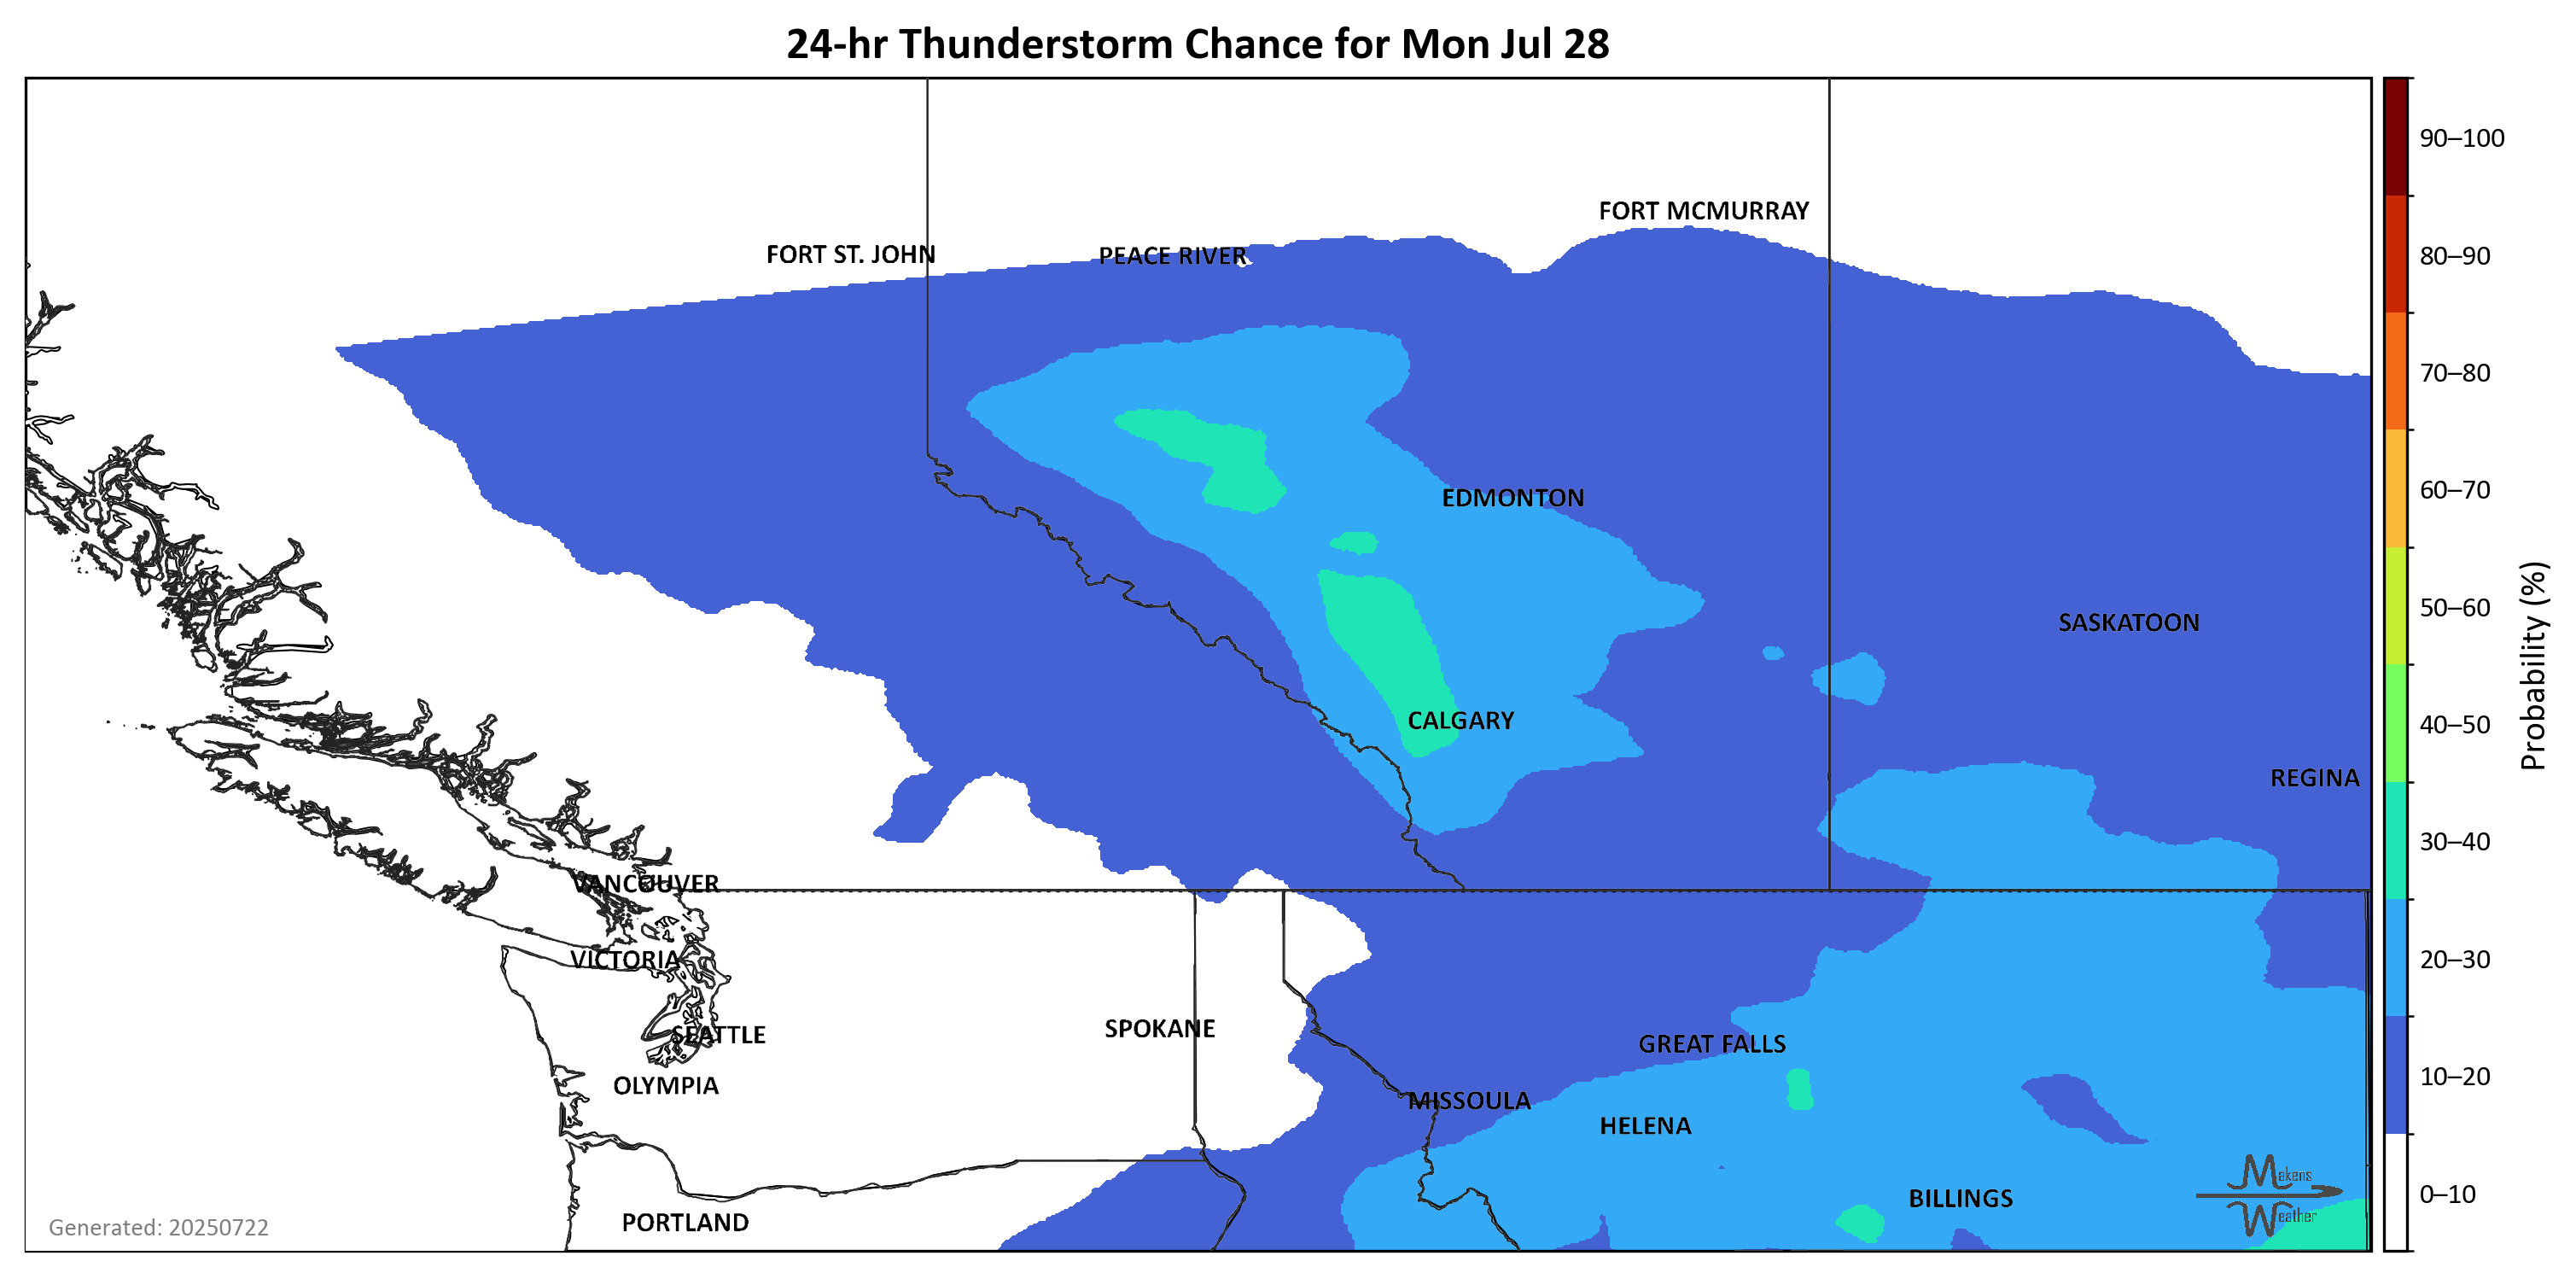 24-hr Thunderstorm Chance for Mon Jul 28
90–100
FORT MCMURRAY
FORT ST. JOHN
PEACE RIVER
80–90
70–80
60–70
EDMONTON
50–60
SASKATOON
Probability (%)
CALGARY
40–50
REGINA
30–40
VANCOUVER
VICTORIA
20–30
SPOKANE
SEATTLE
GREAT FALLS
OLYMPIA
10–20
MISSOULA
HELENA
Makens
Weather
0–10
BILLINGS
PORTLAND
Generated: 20250722